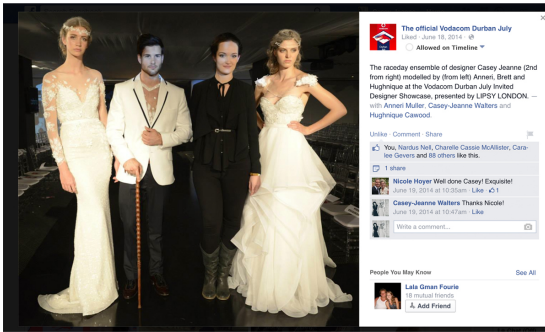 The official Vodacom Durban July
Liked · June 18, 2014 ·
Allowed on Timeline
The raceday ensemble of designer Casey Jeanne (2nd
from right) modelled by (from left) Anneri, Brett and
Hughnique at the Vodacom Durban July Invited
Designer Showcase, presented by LIPSY LONDON. —
with Anneri Muller, Casey-Jeanne Walters and
Hughnique Cawood.
Unlike · Comment · Share
You, Nardus Nell, Charelle Cassie McAllister, Cara-
lee Gevers and 88 others like this.
1 share
Nicole Hoyer Well done Casey! Exquisite!
June 19, 2014 at 10:35am · Like · 1
Casey-Jeanne Walters Thanks Nicole!
June 19, 2014 at 10:47am · Like
Write a comment...
People You May Know
See All
Lala Gman Fourie
18 mutual friends
Add Friend